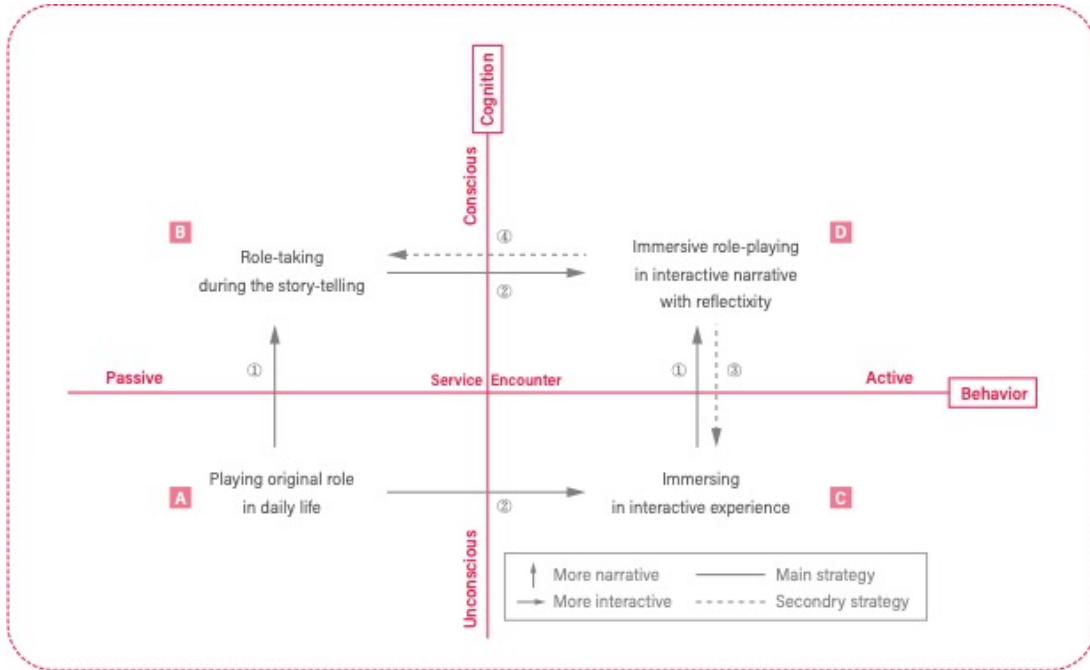 Cognition
Conscious
B
Role-taking
during the story-telling
④
②
Immersive role-playing
in interactive narrative
with reflectixity
D
①
①
③
Passive
Service Encounter
Active
Behavior
A
Playing original role
in daily life
②
Immersing
in interactive experience
C
Unconscious
More narrative
Main strategy
More interactive
Secondry strategy